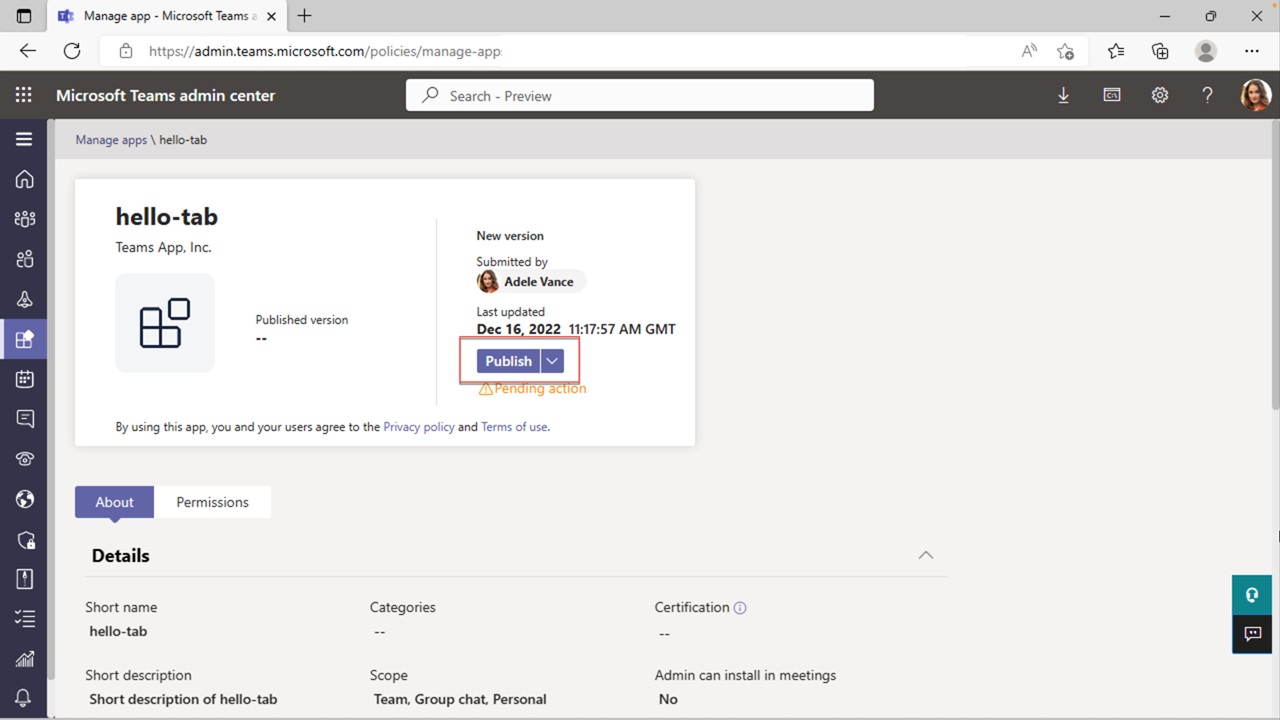 Manage app - Microsoft Teams a
https://admin.teams.microsoft.com/policies/manage-apps
Microsoft Teams admin center
Search - Preview
Manage apps \ hello-tab
hello-tab
Teams App, Inc.
Published version
--
New version
Submitted by
Adele Vance
Last updated
Dec 16, 2022 11:17:57 AM GMT
Publish
Pending action
By using this app, you and your users agree to the Privacy policy and Terms of use.
About Permissions
Details
Short name Categories Certification
hello-tab -- --
Short description Scope Admin can install in meetings
Short description of hello-tab Team, Group chat, Personal No